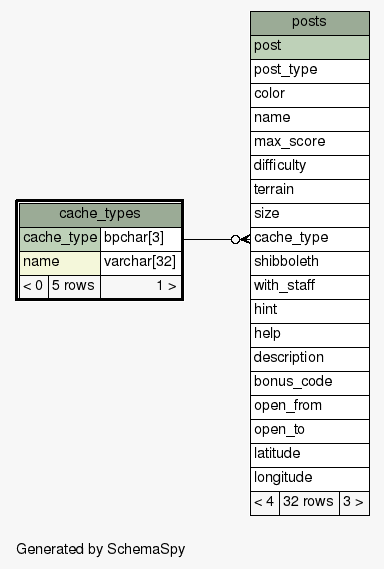 cache_types
cache_type bpchar[3]
name varchar[32]
< 0 5 rows 1 >
posts
post
post_type
color
name
max_score
difficulty
terrain
size
cache_type
shibboleth
with_staff
hint
help
description
bonus_code
open_from
open_to
latitude
longitude
< 4 32 rows 3 >
Generated by SchemaSpy